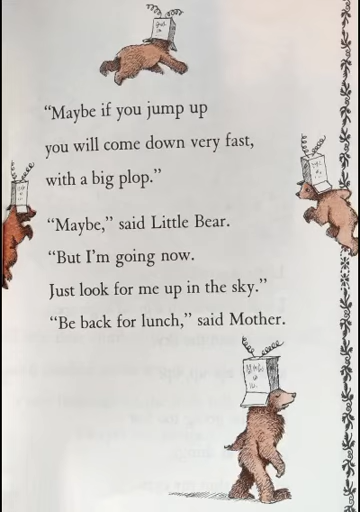 "Maybe if you jump up
you will come down very fast,
with a big plop."
"Maybe," said Little Bear.
"But I'm going now.
Just look for me up in the sky."
"Be back for lunch," said Mother.